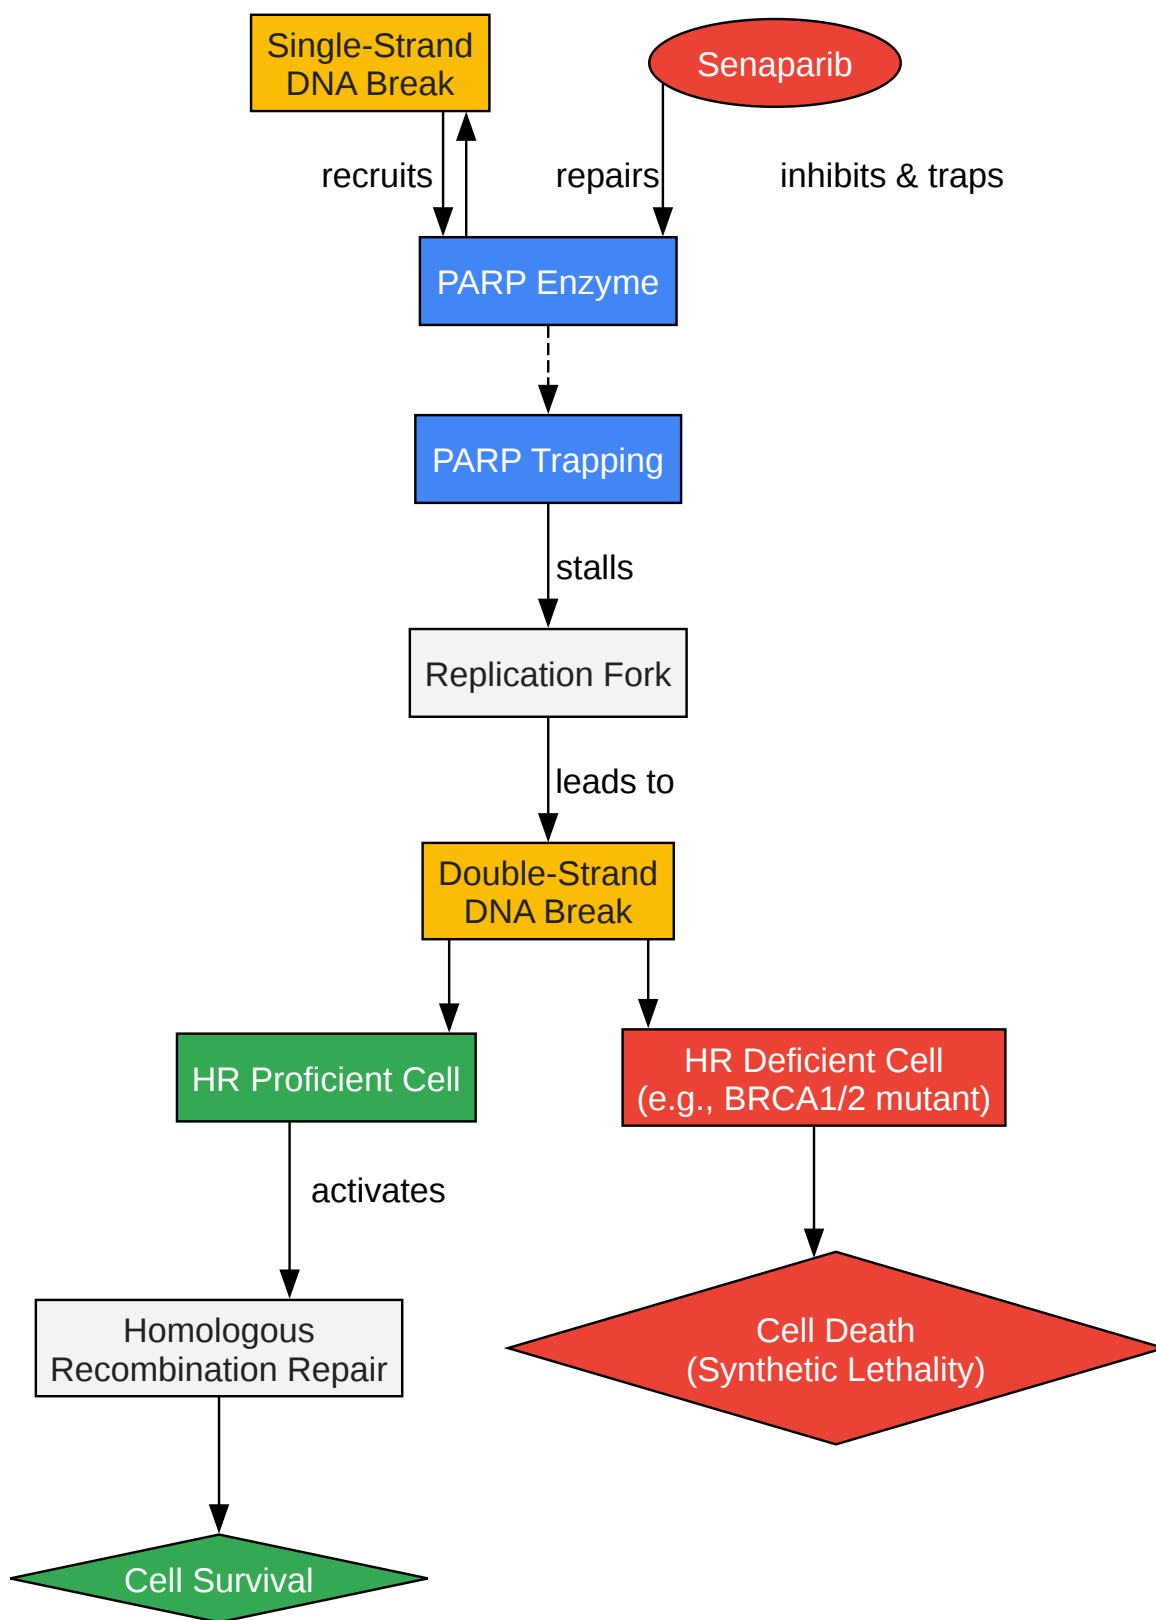 Single-Strand
DNA Break
Senaparib
recruits
repairs
inhibits & traps
PARP Enzyme
PARP Trapping
stalls
Replication Fork
leads to
Double-Strand
DNA Break
HR Proficient Cell
HR Deficient Cell
(e.g., BRCA1/2 mutant)
activates
Homologous
Recombination Repair
Cell Death
(Synthetic Lethality)
Cell Survival